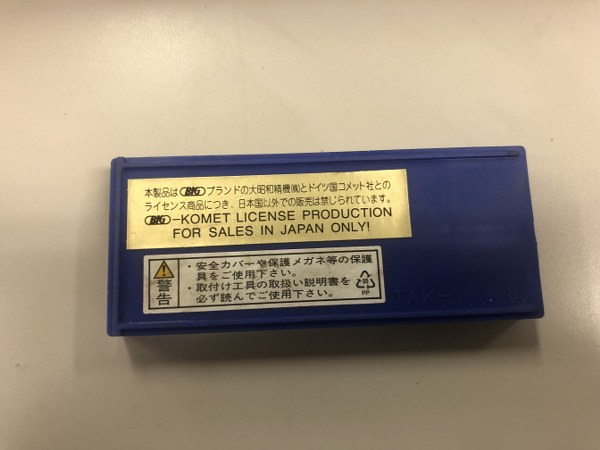 本製品はBIGブランドの大昭和精機㈱とドイツ国コメット社との
ライセンス商品につき、日本国以外での販売は禁じられています。
BIG-KOMET LICENSE PRODUCTION
FOR SALES IN JAPAN ONLY!
警告
・安全カバーや保護メガネ等の保護
具をご使用下さい。
・取付け工具の取扱い説明書を
必ず読んでご使用下さい。
PP